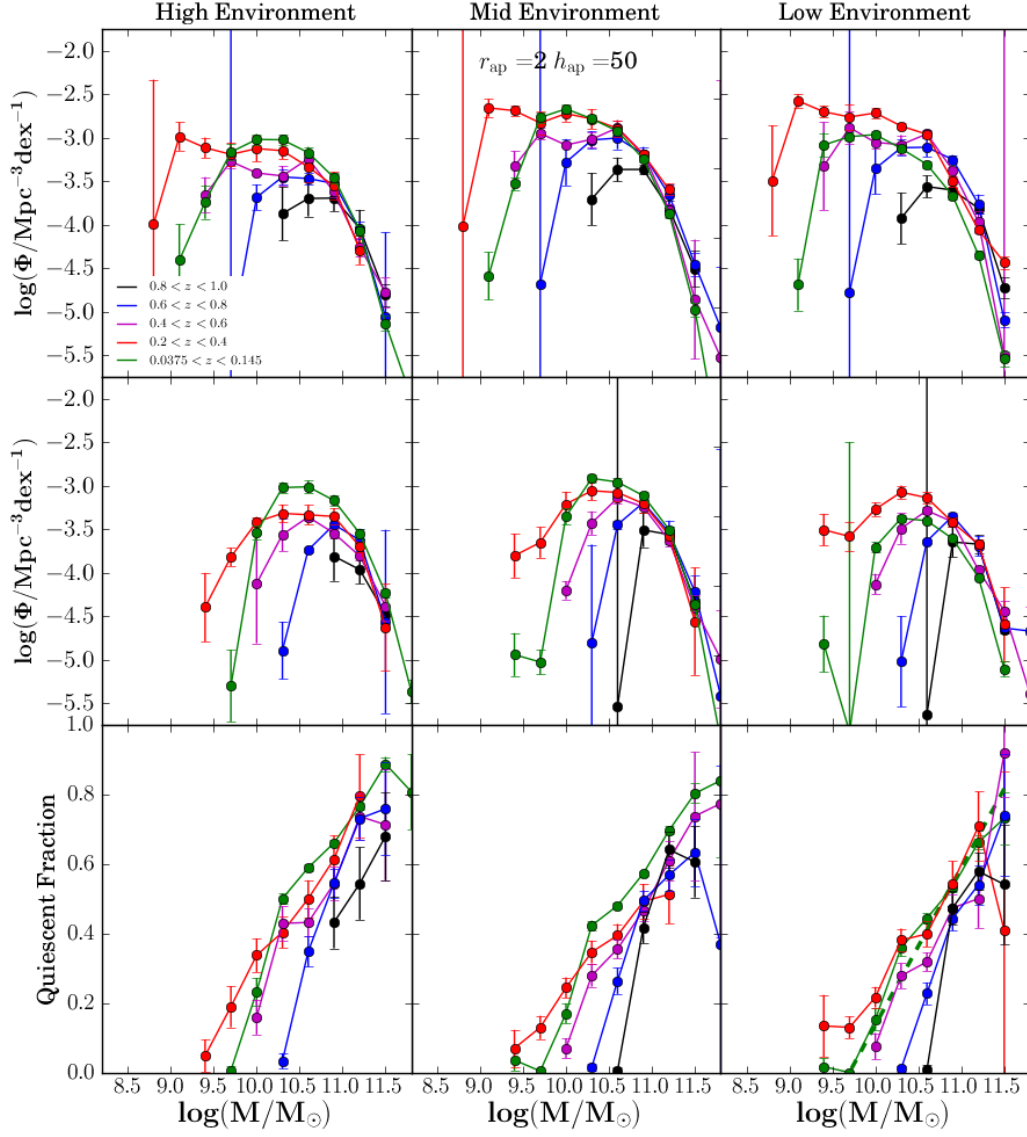 High Environment Mid Environment Low Environment
r_ap =2 h_ap =50
log(Φ/Mpc⁻³dex⁻¹)
−2.0
−2.5
−3.0
−3.5
−4.0
−4.5
−5.0
−5.5
0.8 < z < 1.0
0.6 < z < 0.8
0.4 < z < 0.6
0.2 < z < 0.4
0.0375 < z < 0.145
log(Φ/Mpc⁻³dex⁻¹)
−2.0
−2.5
−3.0
−3.5
−4.0
−4.5
−5.0
−5.5
Quiescent Fraction
1.0
0.8
0.6
0.4
0.2
0.0
8.5 9.0 9.5 10.0 10.5 11.0 11.5 8.5 9.0 9.5 10.0 10.5 11.0 11.5 8.5 9.0 9.5 10.0 10.5 11.0 11.5
log(M/M⊙) log(M/M⊙) log(M/M⊙)